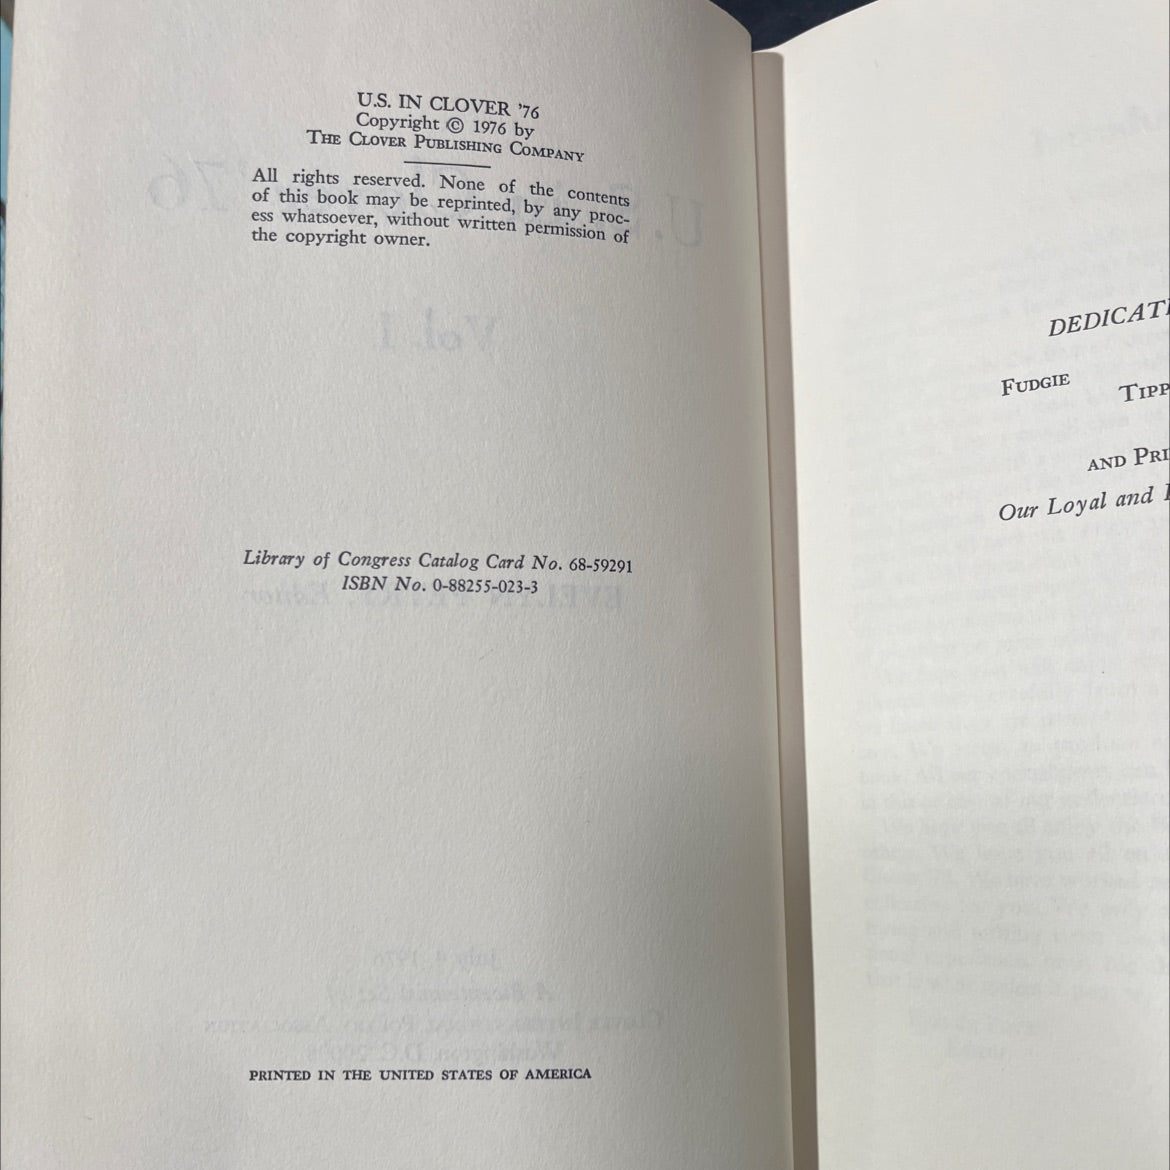 U.S. IN CLOVER '76
Copyright © 1976 by
THE CLOVER PUBLISHING COMPANY
All rights reserved. None of the contents
of this book may be reprinted, by any proc-
ess whatsoever, without written permission of
the copyright owner.
Library of Congress Catalog Card No. 68-59291
ISBN No. 0-88255-023-3
PRINTED IN THE UNITED STATES OF AMERICA
DEDICATI
FUDGIE
TIPP
AND PRI
Our Loyal and